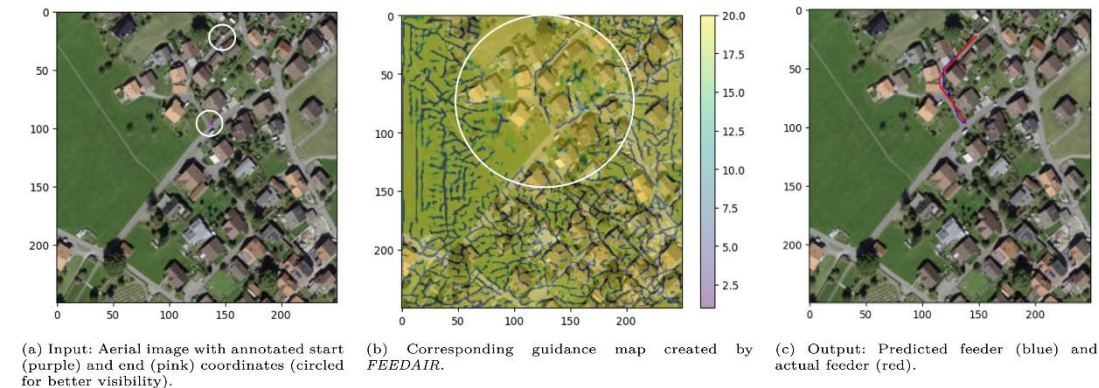 0
50
100
150
200
0 50 100 150 200
0
50
100
150
200
0 50 100 150 200
20.0
17.5
15.0
12.5
10.0
7.5
5.0
2.5
0
50
100
150
200
0 50 100 150 200
(a) Input: Aerial image with annotated start
(purple) and end (pink) coordinates (circled
for better visibility).
(b) Corresponding guidance map created by
FEEDAIR.
(c) Output: Predicted feeder (blue) and
actual feeder (red).